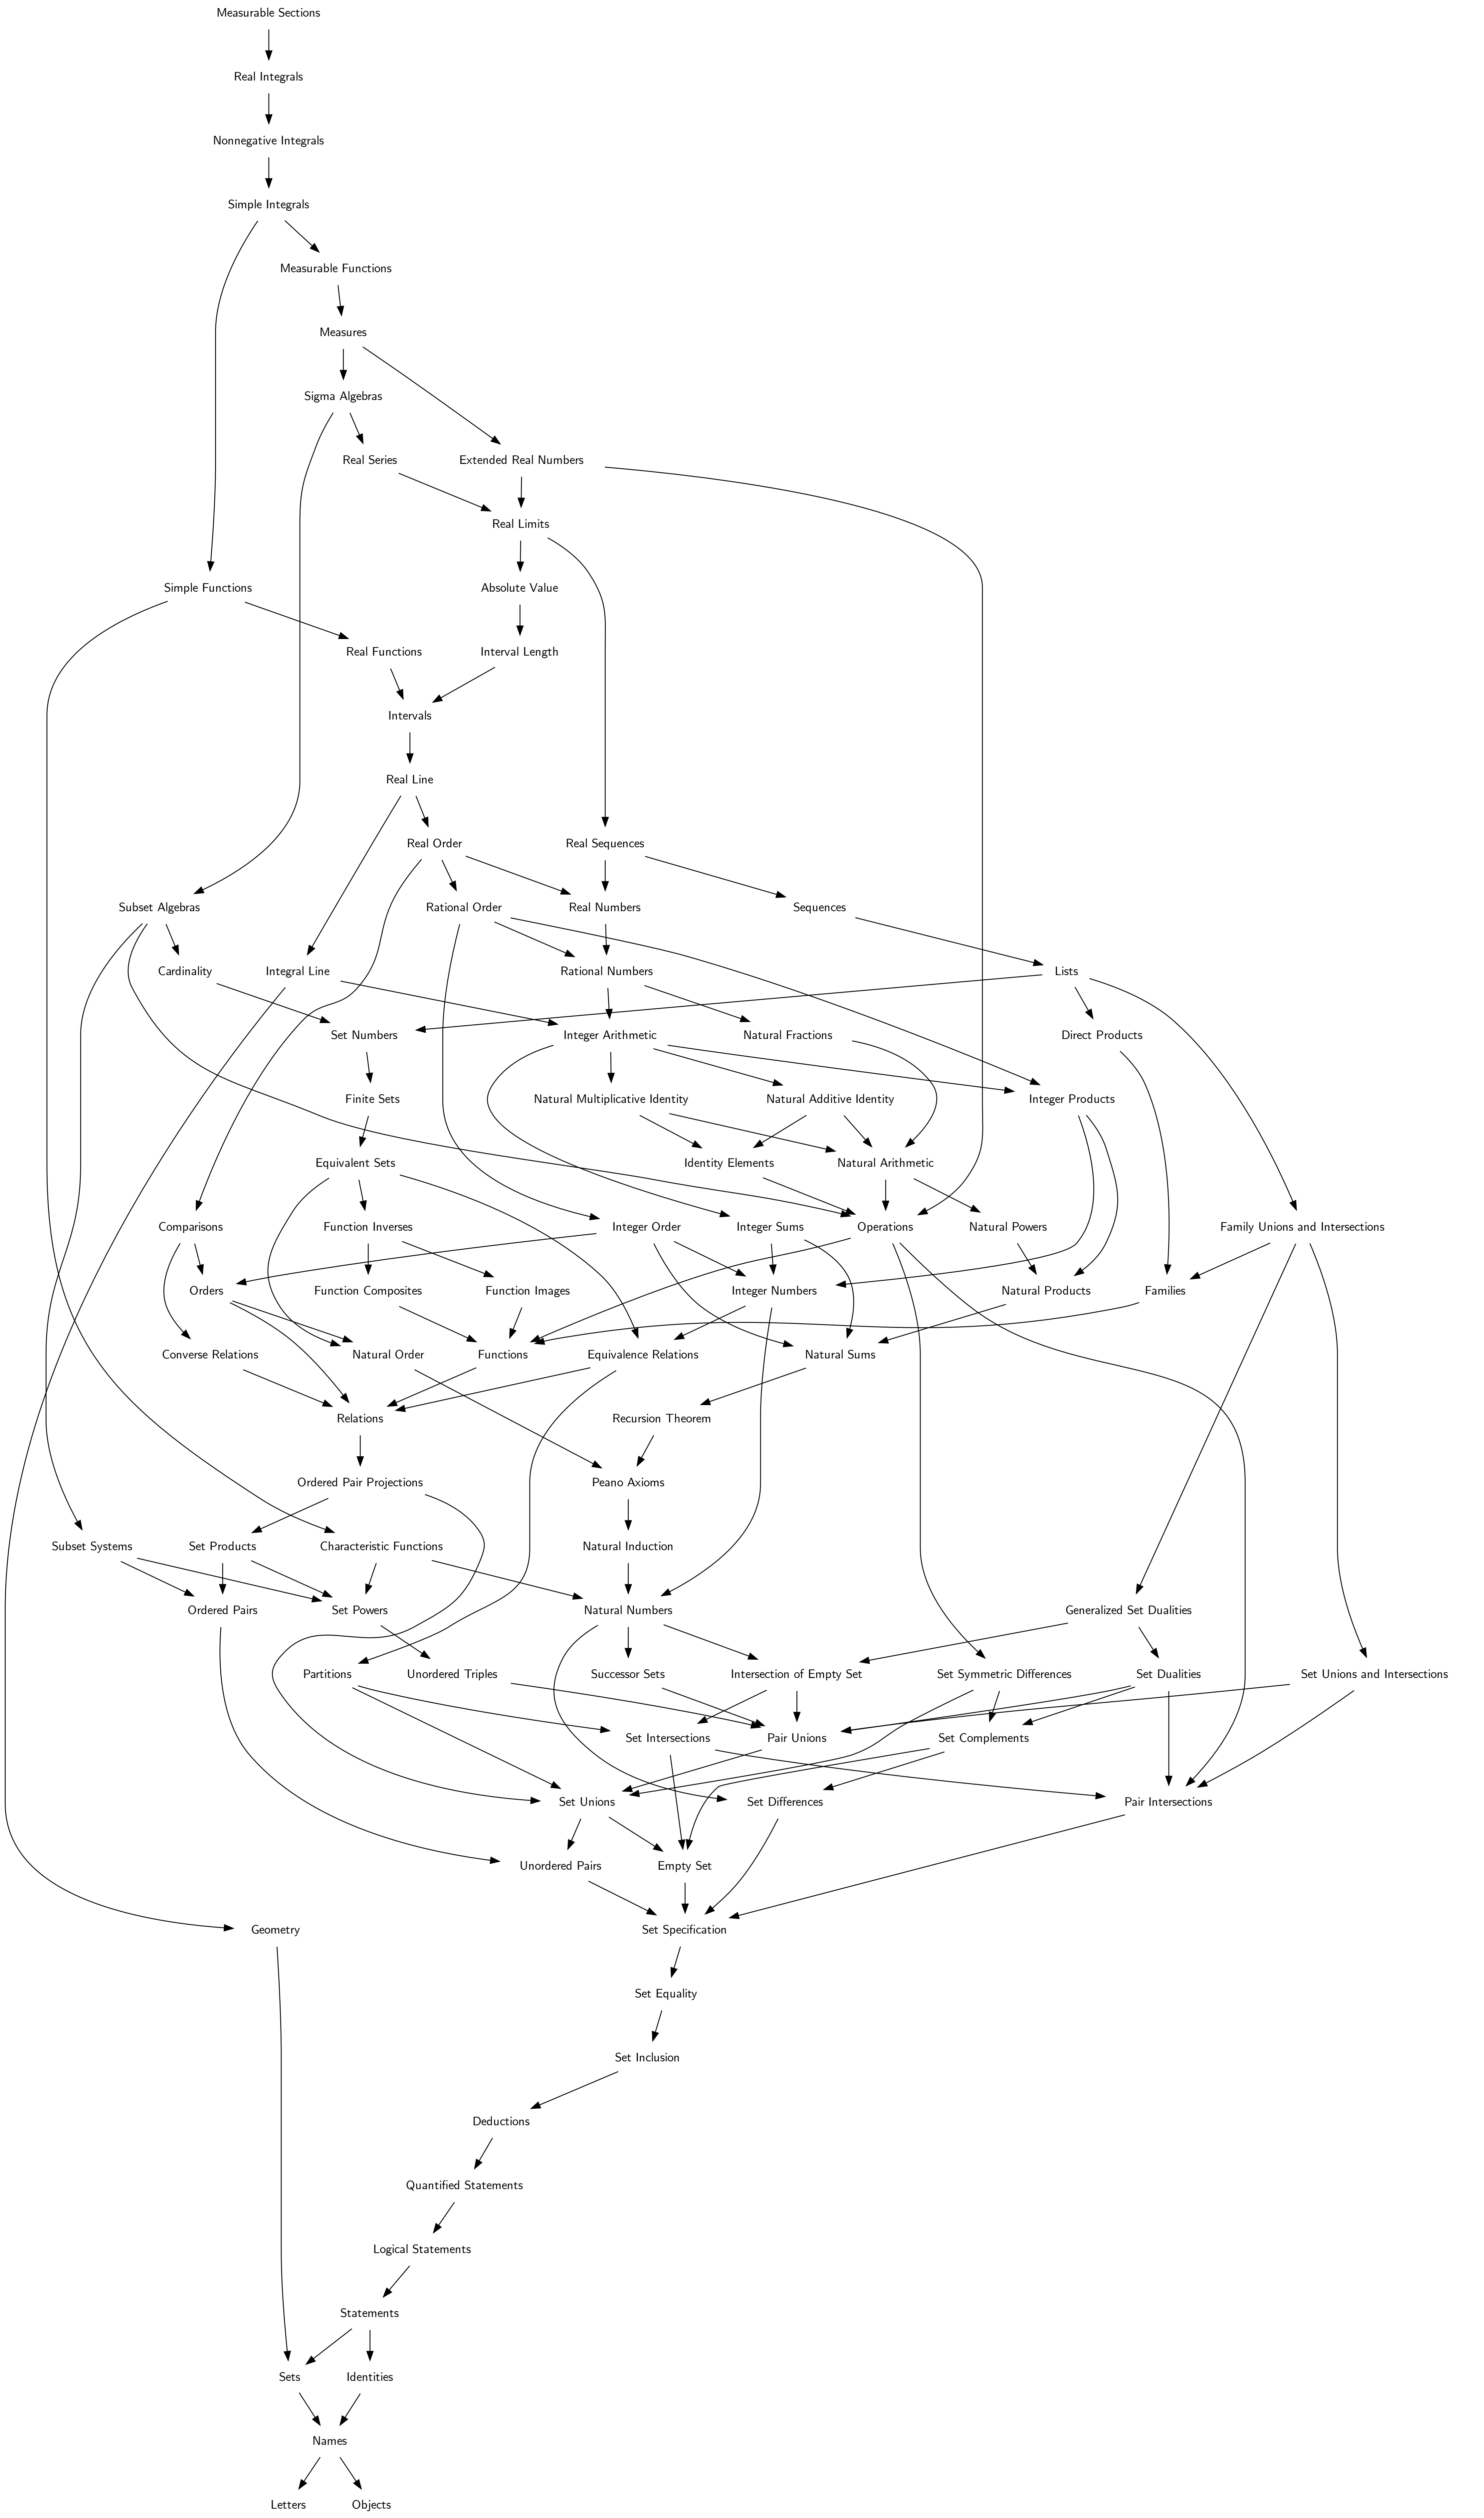 Measurable Sections
Real Integrals
Nonnegative Integrals
Simple Integrals
Measurable Functions
Measures
Sigma Algebras
Real Series
Extended Real Numbers
Real Limits
Simple Functions
Absolute Value
Real Functions
Interval Length
Intervals
Real Line
Real Order
Real Sequences
Subset Algebras
Rational Order
Real Numbers
Sequences
Cardinality
Integral Line
Rational Numbers
Lists
Set Numbers
Integer Arithmetic
Natural Fractions
Direct Products
Finite Sets
Natural Multiplicative Identity
Natural Additive Identity
Integer Products
Equivalent Sets
Identity Elements
Natural Arithmetic
Comparisons
Function Inverses
Integer Order
Integer Sums
Operations
Natural Powers
Family Unions and Intersections
Orders
Function Composites
Function Images
Integer Numbers
Natural Products
Families
Converse Relations
Natural Order
Functions
Equivalence Relations
Natural Sums
Relations
Recursion Theorem
Ordered Pair Projections
Peano Axioms
Subset Systems
Set Products
Characteristic Functions
Natural Induction
Ordered Pairs
Set Powers
Natural Numbers
Generalized Set Dualities
Partitions
Unordered Triples
Successor Sets
Intersection of Empty Set
Set Symmetric Differences
Set Dualities
Set Unions and Intersections
Set Intersections
Pair Unions
Set Complements
Set Unions
Set Differences
Pair Intersections
Unordered Pairs
Empty Set
Geometry
Set Specification
Set Equality
Set Inclusion
Deductions
Quantified Statements
Logical Statements
Statements
Sets
Identities
Names
Letters
Objects